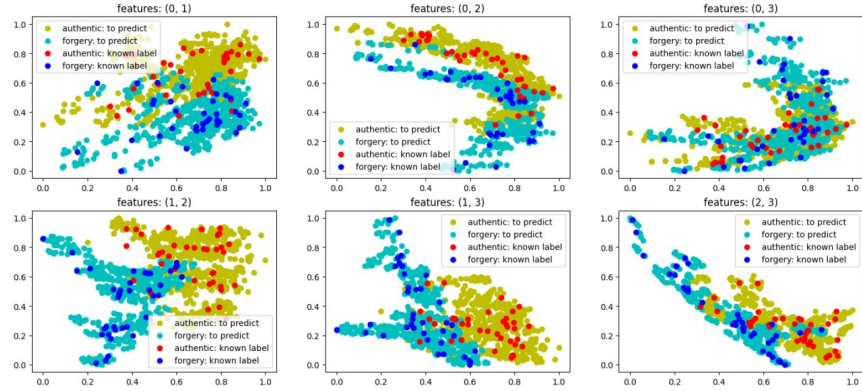 features: (0, 1)
1.0
0.8
0.6
0.4
0.2
0.0
authentic: to predict
forgery: to predict
authentic: known label
forgery: known label
0.0 0.2 0.4 0.6 0.8 1.0
features: (0, 2)
1.0
0.8
0.6
0.4
0.2
0.0
authentic: to predict
forgery: to predict
authentic: known label
forgery: known label
0.0 0.2 0.4 0.6 0.8 1.0
features: (0, 3)
1.0
0.8
0.6
0.4
0.2
0.0
authentic: to predict
forgery: to predict
authentic: known label
forgery: known label
0.0 0.2 0.4 0.6 0.8 1.0
features: (1, 2)
1.0
0.8
0.6
0.4
0.2
0.0
authentic: to predict
forgery: to predict
authentic: known label
forgery: known label
0.0 0.2 0.4 0.6 0.8 1.0
features: (1, 3)
1.0
0.8
0.6
0.4
0.2
0.0
authentic: to predict
forgery: to predict
authentic: known label
forgery: known label
0.0 0.2 0.4 0.6 0.8 1.0
features: (2, 3)
1.0
0.8
0.6
0.4
0.2
0.0
authentic: to predict
forgery: to predict
authentic: known label
forgery: known label
0.0 0.2 0.4 0.6 0.8 1.0